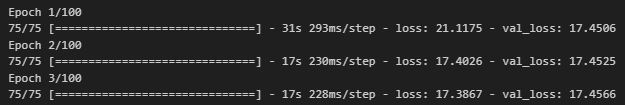 Epoch 1/100
75/75 [==============================] - 31s 293ms/step - loss: 21.1175 - val_loss: 17.4506
Epoch 2/100
75/75 [==============================] - 17s 230ms/step - loss: 17.4026 - val_loss: 17.4525
Epoch 3/100
75/75 [==============================] - 17s 228ms/step - loss: 17.3867 - val_loss: 17.4566